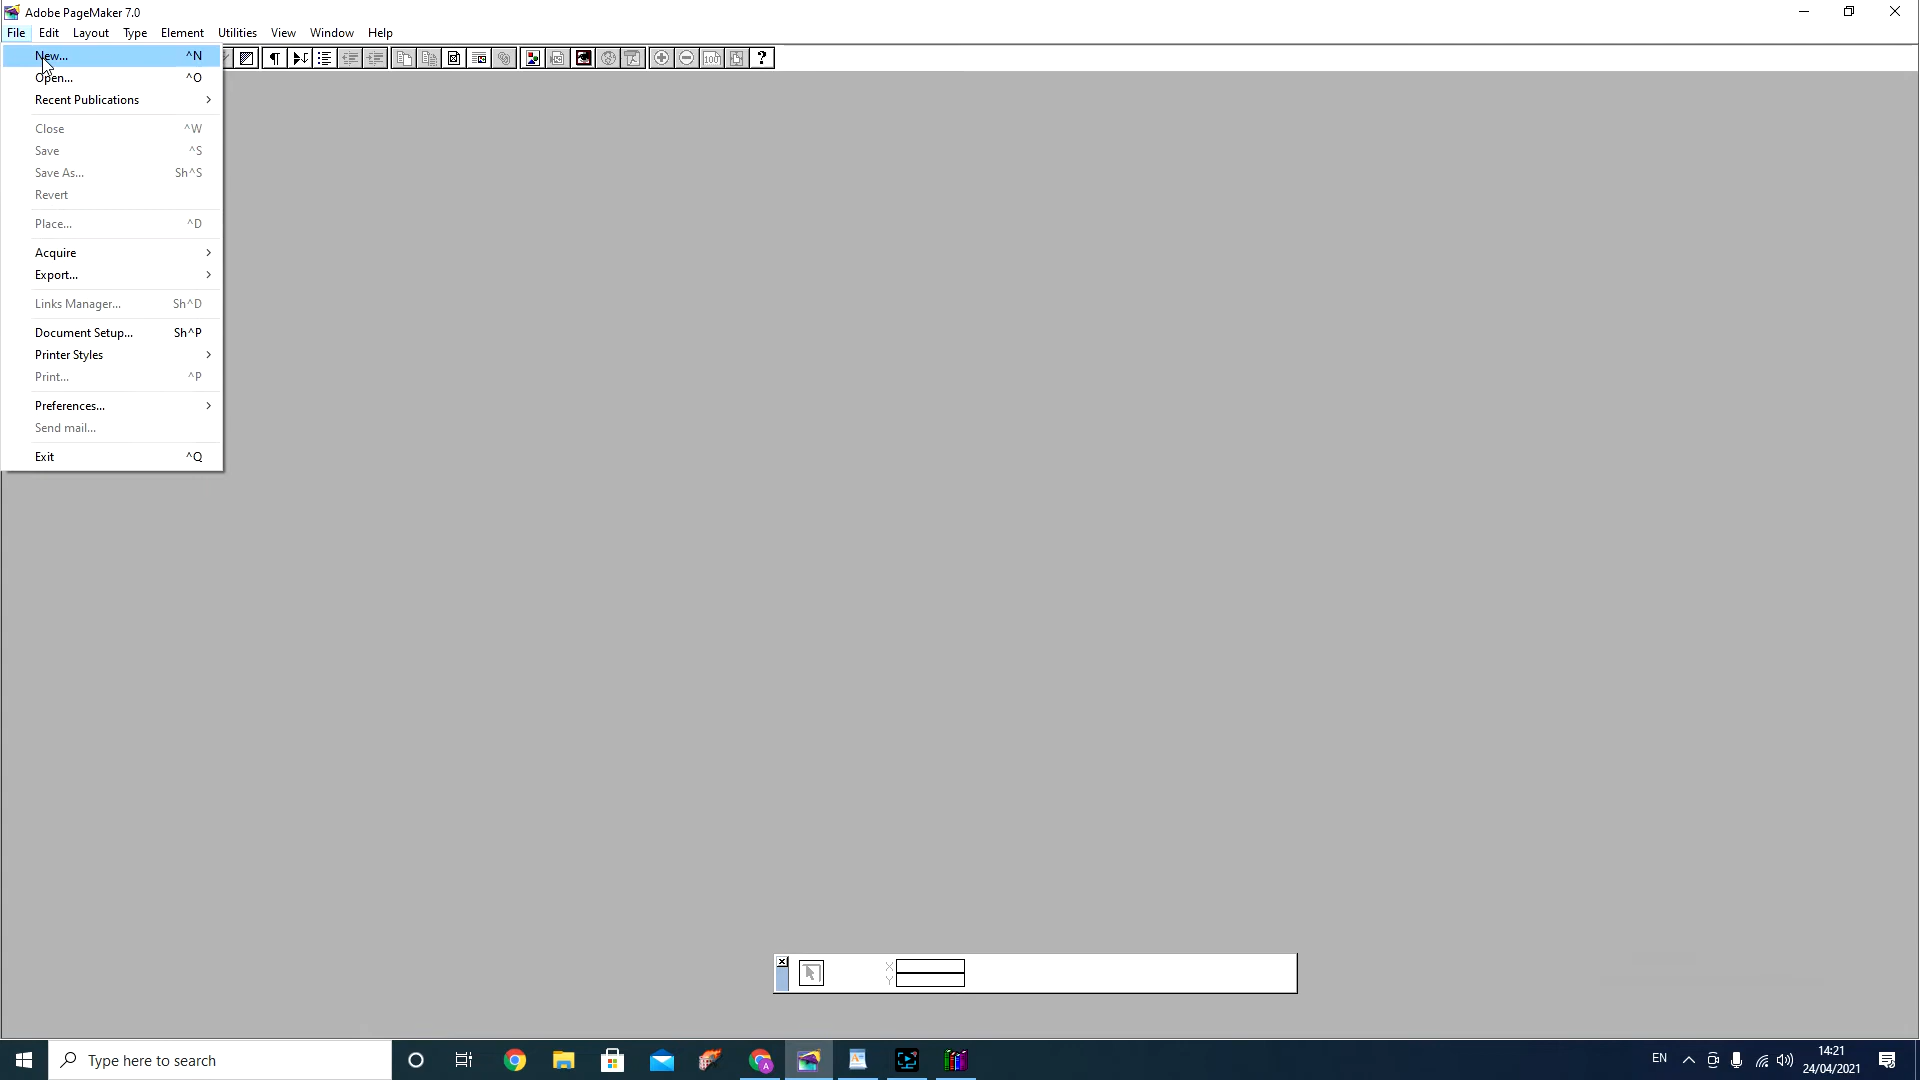 Adobe PageMaker 7.0
File Edit Layout Type Element Utilities View Window Help
New... ^N
Open... ^O
Recent Publications
Close ^W
Save ^S
Save As... Sh^S
Revert
Place... ^D
Acquire
Export...
Links Manager... Sh^D
Document Setup... Sh^P
Printer Styles
Print... ^P
Preferences...
Send mail...
Exit ^Q
100
?
X
Y
Type here to search
A
EN
14:21
24/04/2021